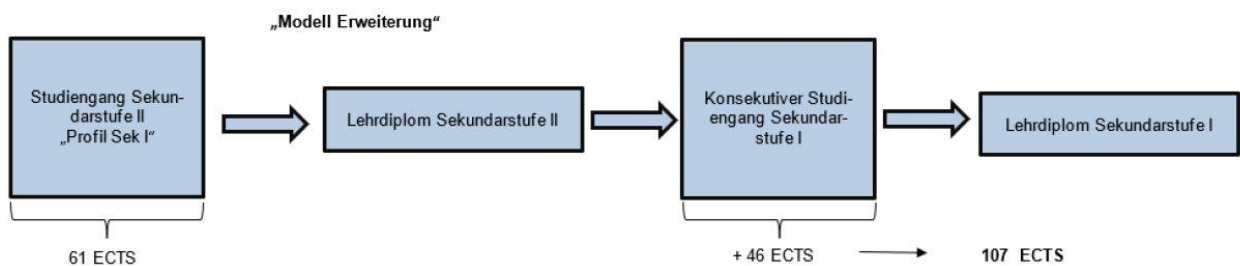 „Modell Erweiterung“
Studiengang Sekun-
darstufe II
„Profil Sek I“
Lehrdiplom Sekundarstufe II
Konsekutiver Studi-
engang Sekundar-
stufe I
Lehrdiplom Sekundarstufe I
61 ECTS
+ 46 ECTS
107 ECTS